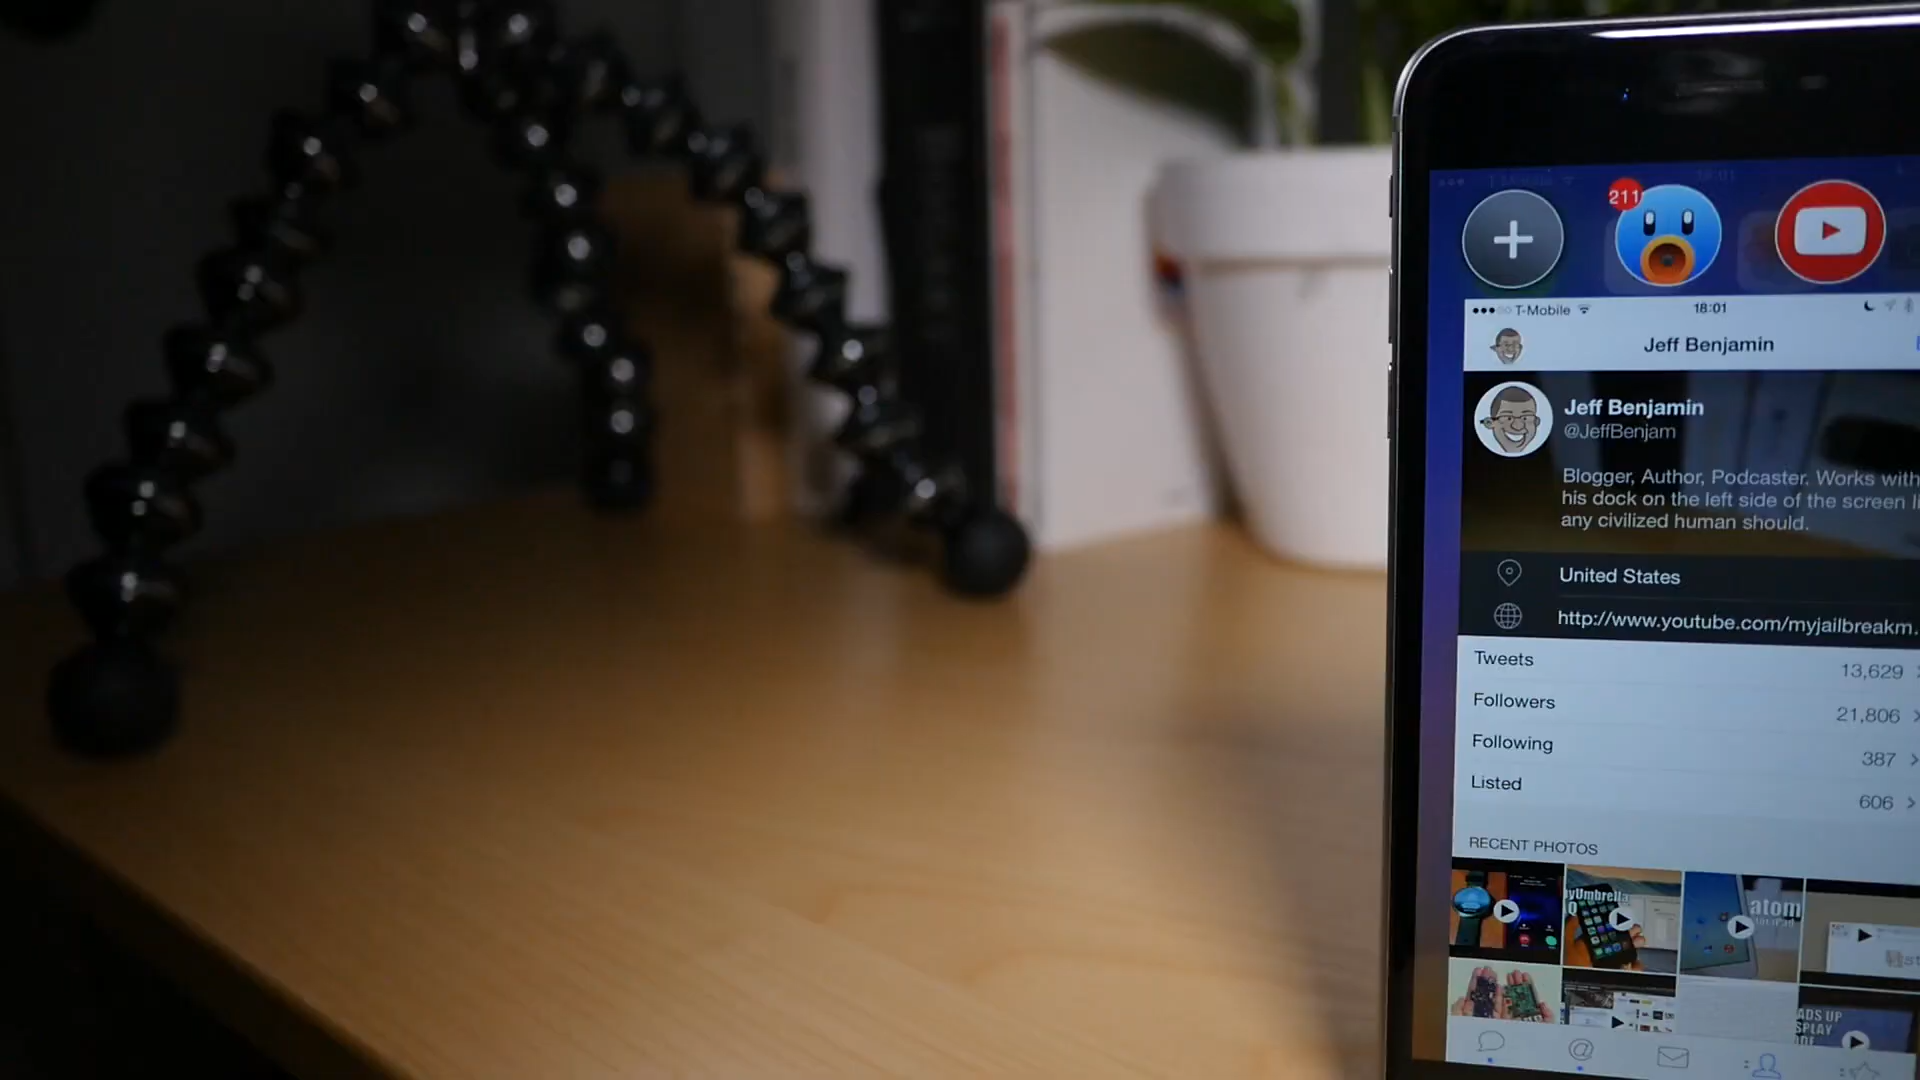 211
T-Mobile 18:01
Jeff Benjamin
Jeff Benjamin
@JeffBenjam
Blogger, Author, Podcaster. Works with
his dock on the left side of the screen
any civilized human should.
United States
http://www.youtube.com/myjailbreakm.
Tweets 13,629
Followers 21,806
Following 387
Listed 606
RECENT PHOTOS
atom